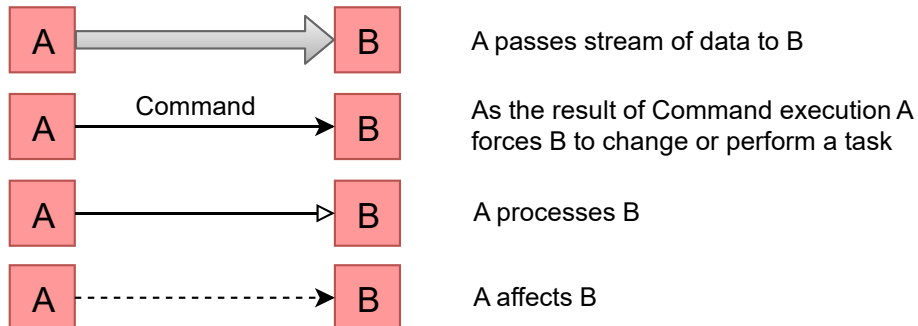 A B A passes stream of data to B
Command
A B As the result of Command execution A
forces B to change or perform a task
A B A processes B
A B A affects B